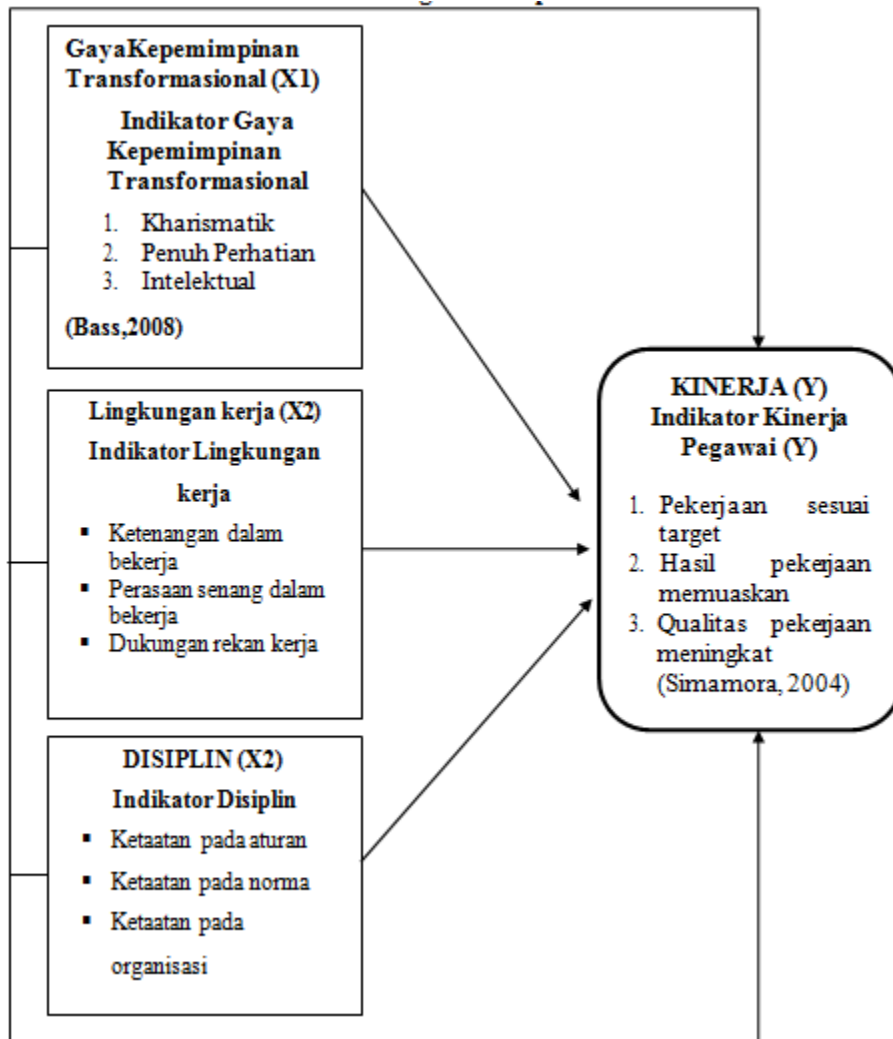 GayaKepemimpinan
Transformasional (X1)
Indikator Gaya
Kepemimpinan
Transformasional
1. Kharismatik
2. Penuh Perhatian
3. Intelektual
(Bass,2008)
Lingkungan kerja (X2)
Indikator Lingkungan
kerja
▪ Ketenangan dalam
bekerja
▪ Perasaan senang dalam
bekerja
▪ Dukungan rekan kerja
DISIPLIN (X2)
Indikator Disiplin
▪ Ketaatan pada aturan
▪ Ketaatan pada norma
▪ Ketaatan pada
organisasi
KINERJA (Y)
Indikator Kinerja
Pegawai (Y)
1. Pekerjaan sesuai
target
2. Hasil pekerjaan
memuaskan
3. Qualitas pekerjaan
meningkat
(Simamora, 2004)